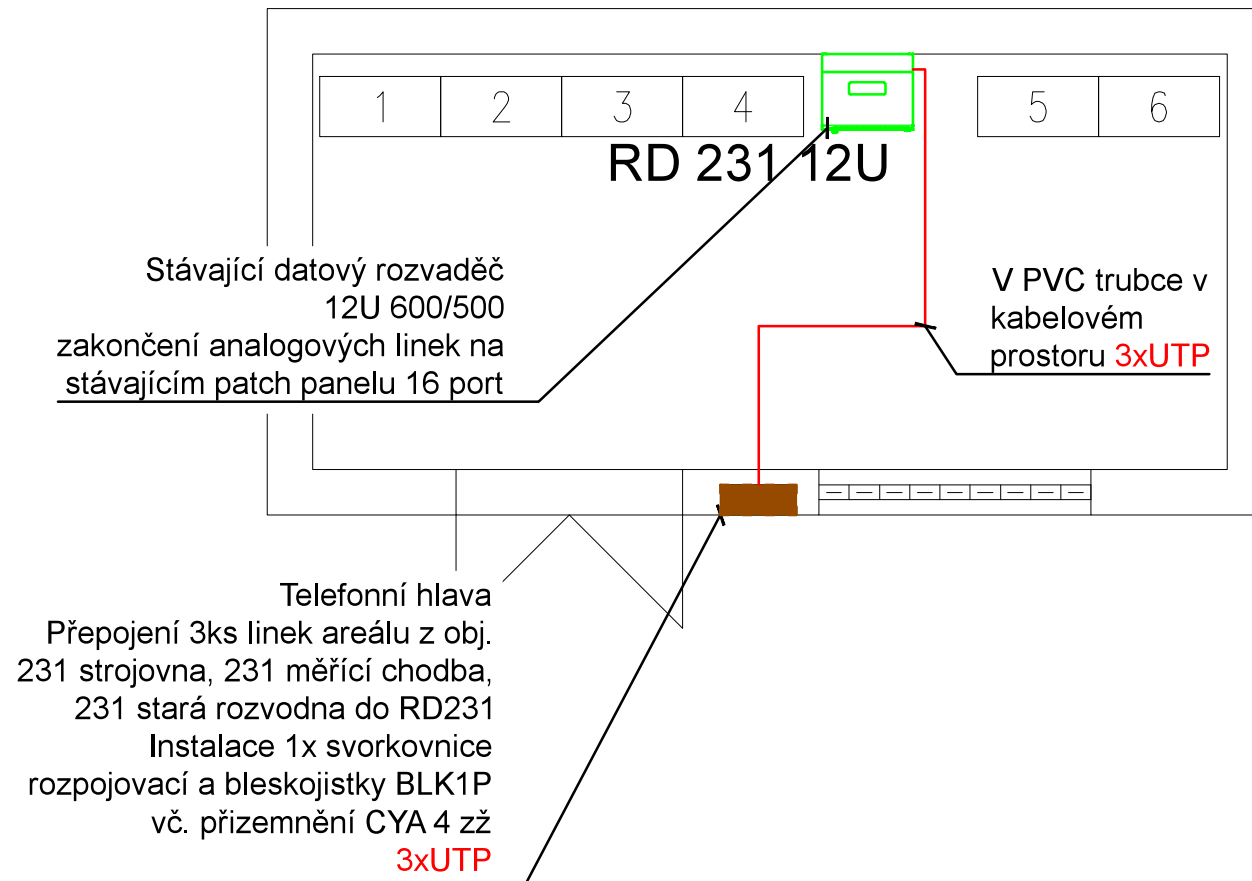 1
2
3
4
5
6
RD 231 12U
Stávající datový rozvaděč
12U 600/500
zakončení analogových linek na
stávajícím patch panelu 16 port
V PVC trubce v
kabelovém
prostoru 3xUTP
Telefonní hlava
Přepojení 3ks linek areálu z obj.
231 strojovna, 231 měřící chodba,
231 stará rozvodna do RD231
Instalace 1x svorkovnice
rozpojovací a bleskojistky BLK1P
vč. přizemnění CYA 4 zž
3xUTP